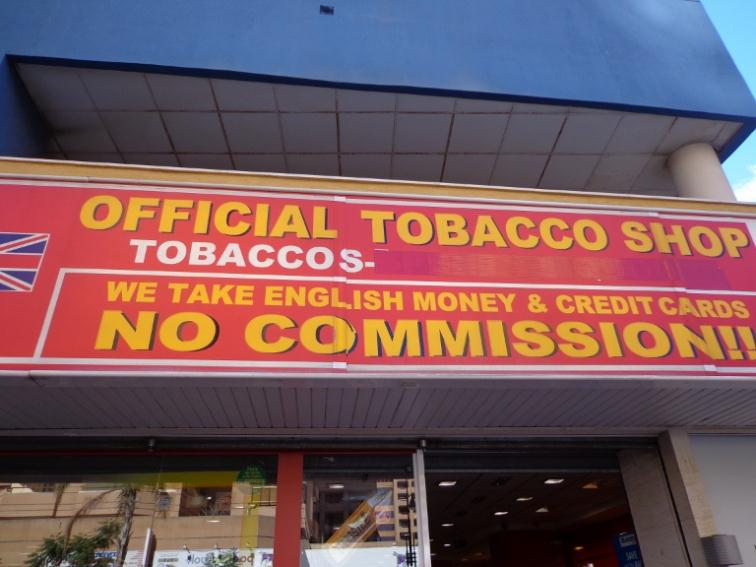 OFFICIAL TOBACCO SHOP
TOBACCOS-
WE TAKE ENGLISH MONEY & CREDIT CARDS
NO COMMISSION!!